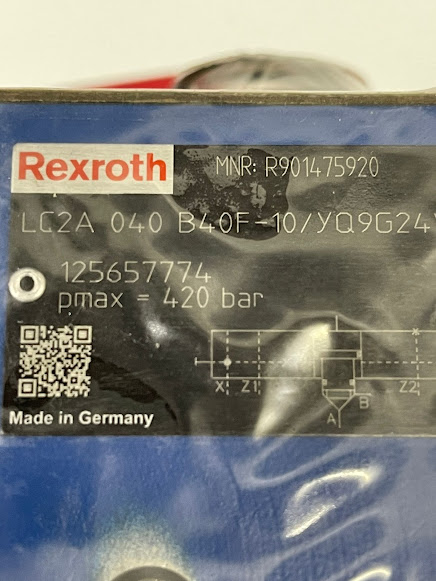 Rexroth
MNR: R901475920
LC2A 040 B40F-10/YQ9G24
125657774
pmax = 420 bar
X Z1 A B Z2
Made in Germany